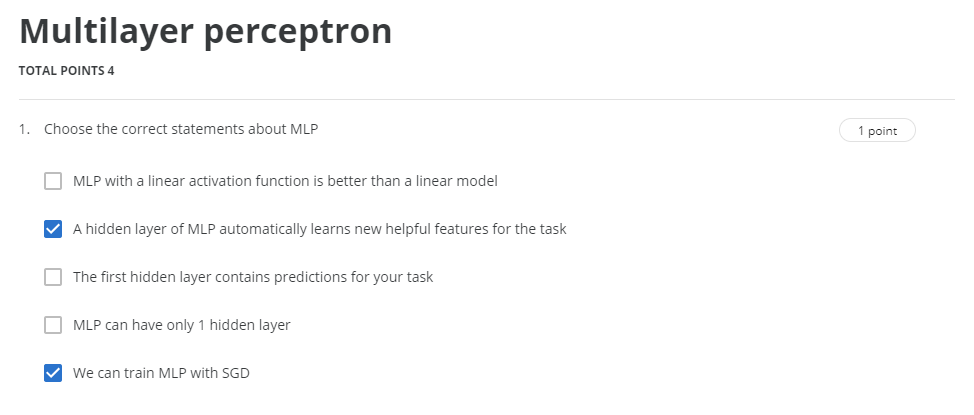 Multilayer perceptron
TOTAL POINTS 4
1. Choose the correct statements about MLP
1 point
MLP with a linear activation function is better than a linear model
A hidden layer of MLP automatically learns new helpful features for the task
The first hidden layer contains predictions for your task
MLP can have only 1 hidden layer
We can train MLP with SGD